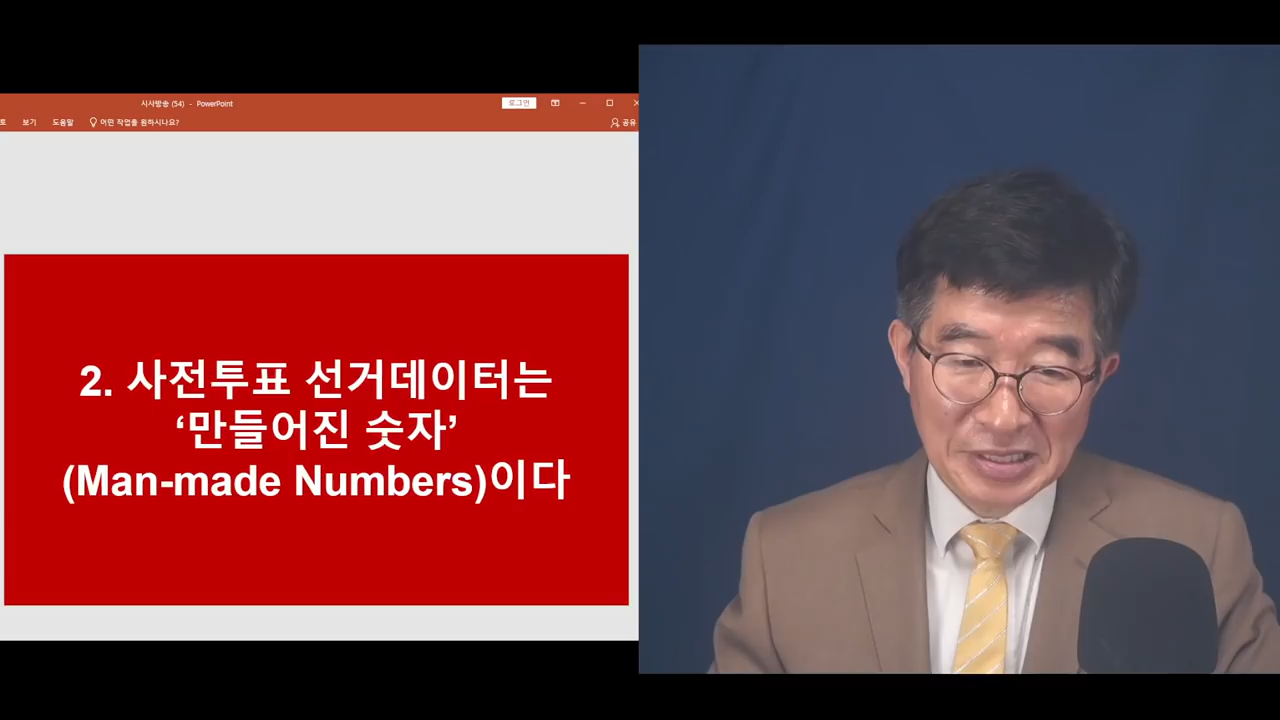 시사방송 (54) - PowerPoint
로그인
보기
도움말
어떤 작업을 원하시나요?
공유
2. 사전투표 선거데이터는
‘만들어진 숫자’
(Man-made Numbers)이다